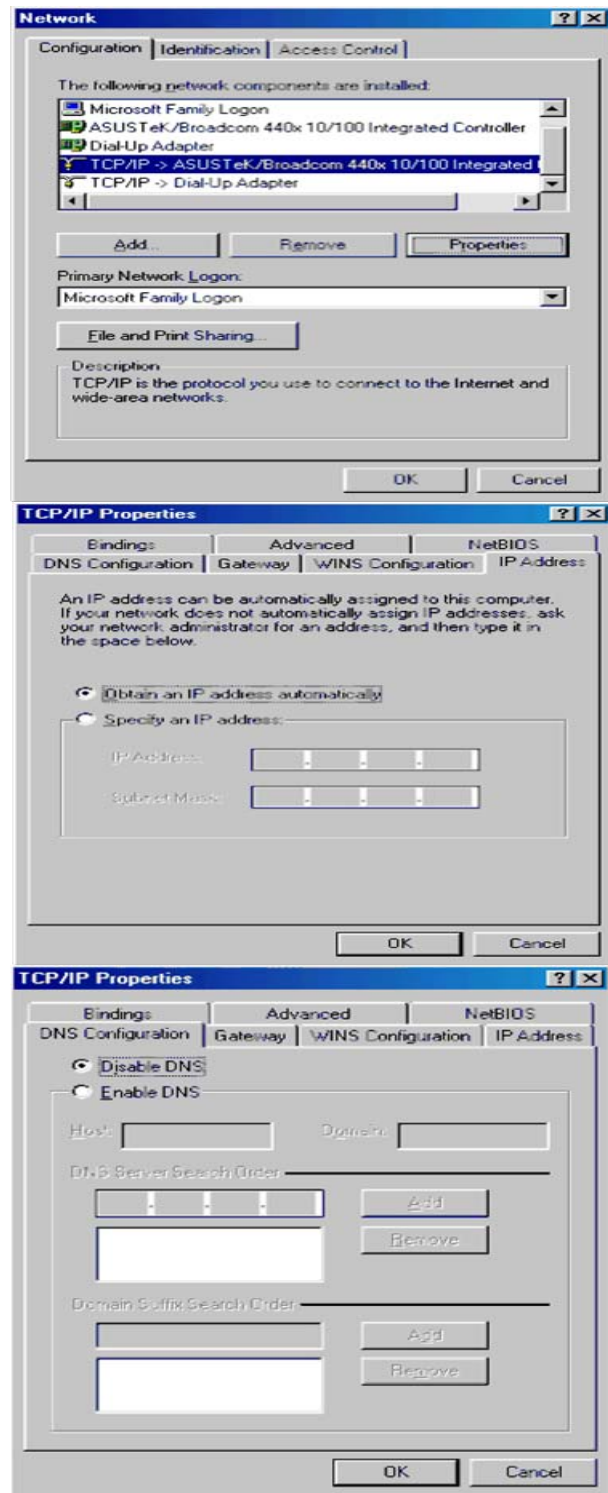 Network
Configuration Identification Access Control
The following network components are installed:
Microsoft Family Logon
ASUSTeK/Broadcom 440x 10/100 Integrated Controller
Dial-Up Adapter
TCP/IP -> ASUSTeK/Broadcom 440x 10/100 Integrated
TCP/IP -> Dial-Up Adapter
Add... Remove Properties
Primary Network Logon:
Microsoft Family Logon
File and Print Sharing...
Description
TCP/IP is the protocol you use to connect to the Internet and
wide-area networks.
OK Cancel
TCP/IP Properties
Bindings Advanced NetBIOS
DNS Configuration Gateway WINS Configuration IP Address
An IP address can be automatically assigned to this computer.
If your network does not automatically assign IP addresses, ask
your network administrator for an address, and then type it in
the space below.
Obtain an IP address automatically
Specify an IP address:
IP Address:
Subnet Mask:
OK Cancel
TCP/IP Properties
Bindings Advanced NetBIOS
DNS Configuration Gateway WINS Configuration IP Address
Disable DNS
Enable DNS
Host: Domain:
DNS Server Search Order
Add
Remove
Domain Suffix Search Order
Add
Remove
OK Cancel